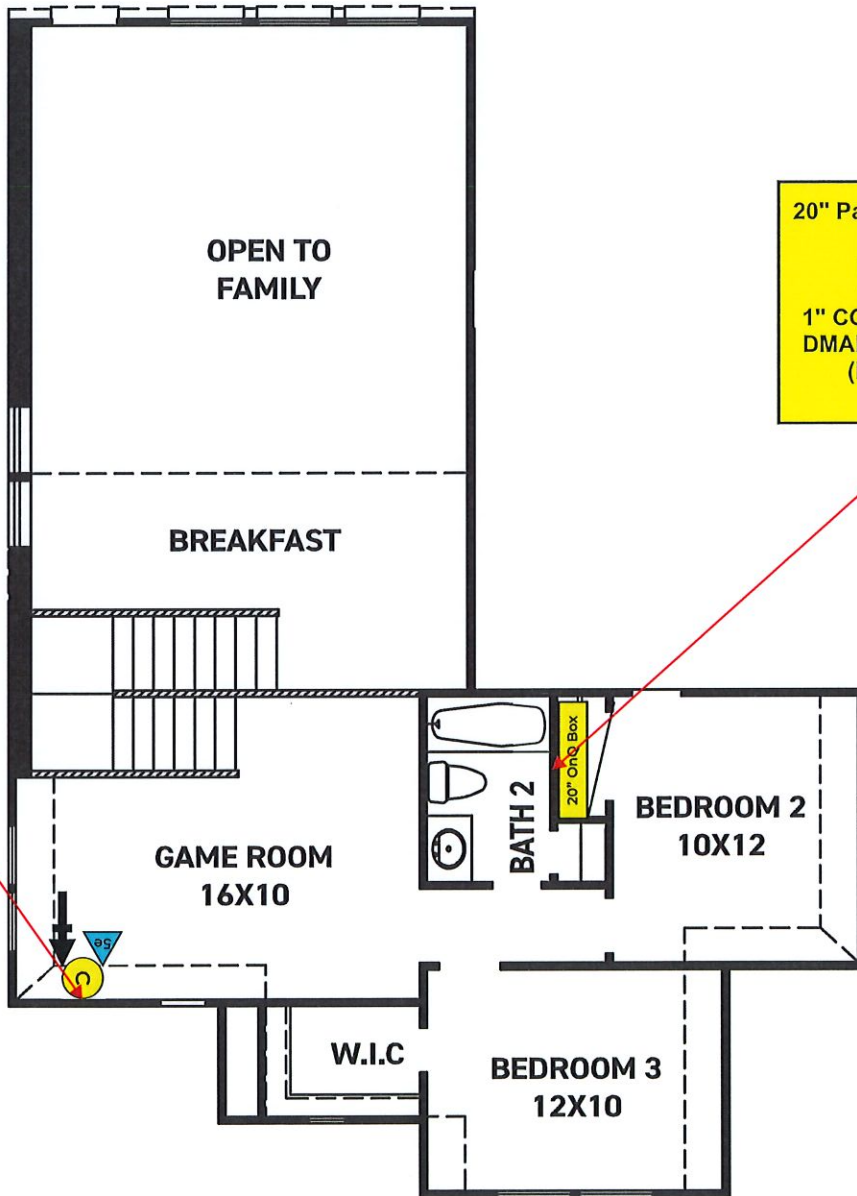 OPEN TO
FAMILY
20" Pa
1" CO
DMA
(
BREAKFAST
20" OnQ Box
BATH 2
BEDROOM 2
10X12
GAME ROOM
16X10
5e
C
W.I.C
BEDROOM 3
12X10